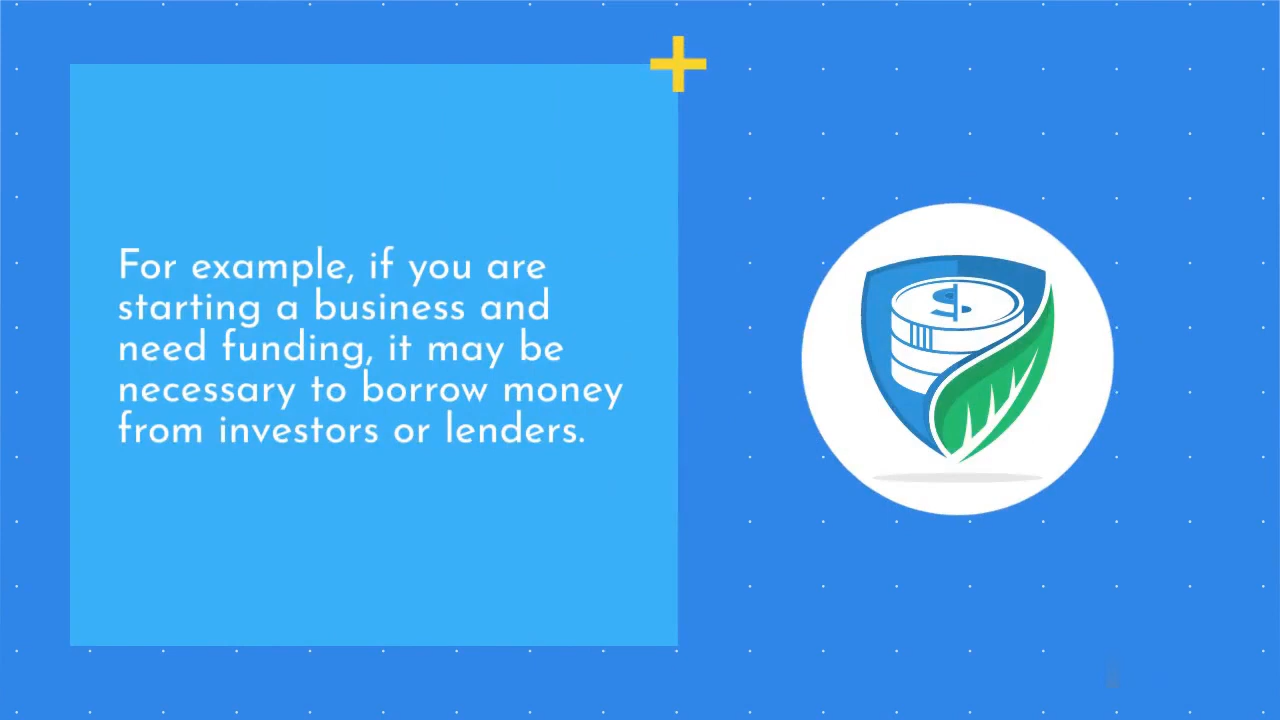 For example, if you are
starting a business and
need funding, it may be
necessary to borrow money
from investors or lenders.